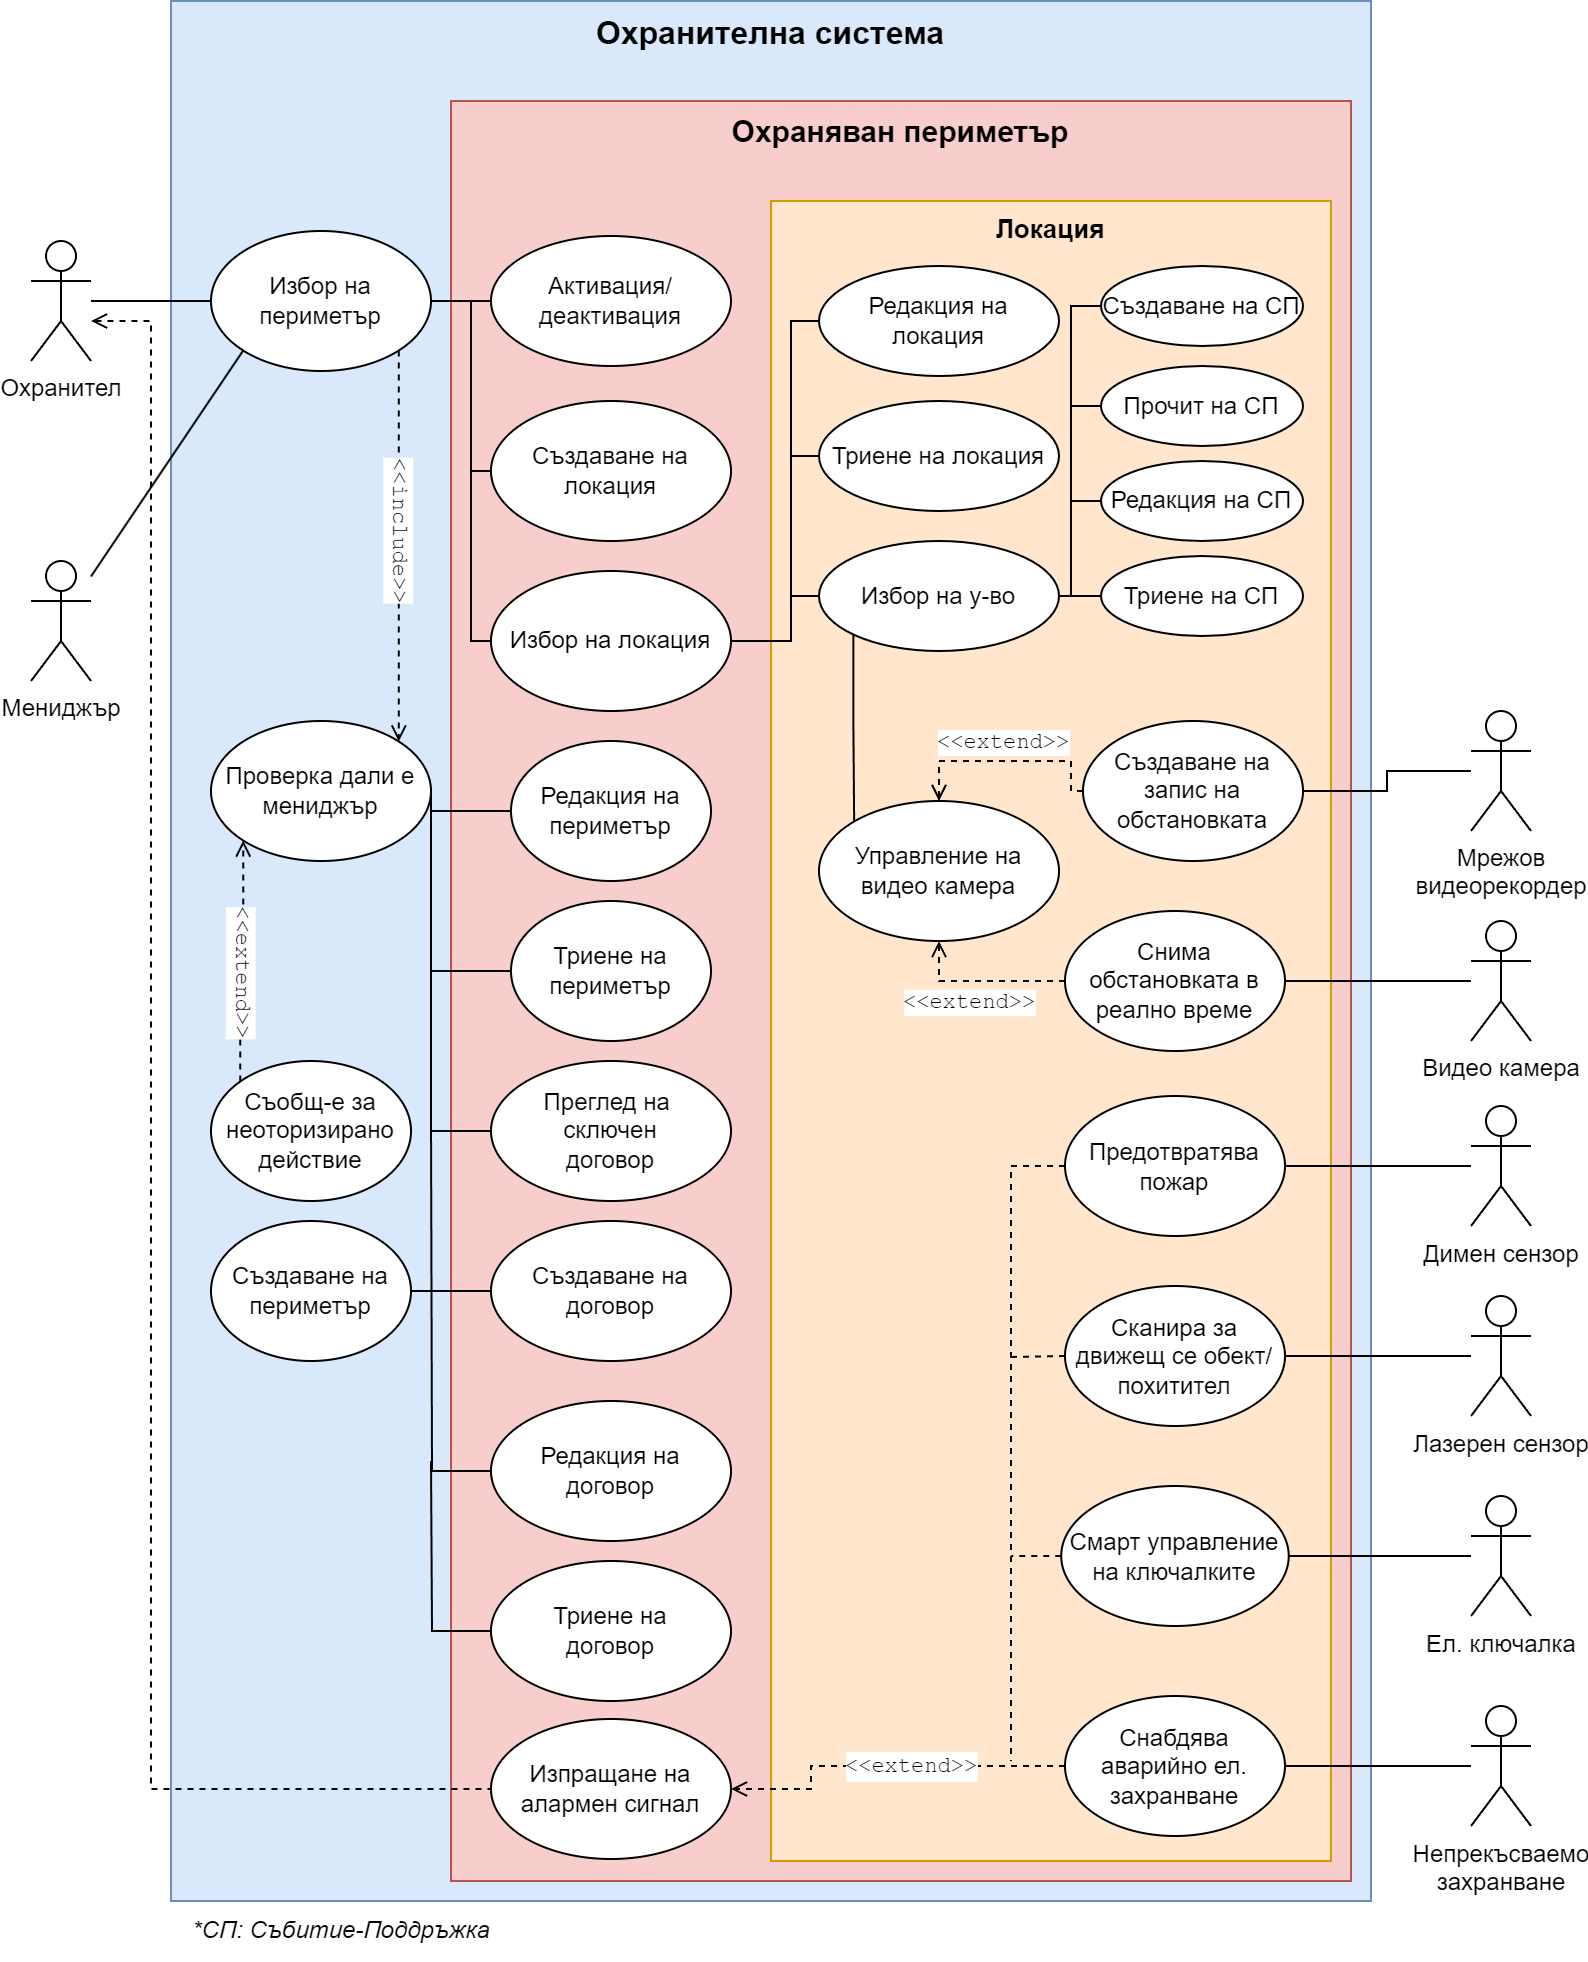 Охранителна система
Охраняван периметър
Локация
Охранител
Мениджър
Избор на
периметър
<<include>>
Проверка дали е
мениджър
<<extend>>
Съобщ-е за
неоторизирано
действие
Създаване на
периметър
Активация/
деактивация
Създаване на
локация
Избор на локация
Редакция на
периметър
Триене на
периметър
Преглед на
сключен
договор
Създаване на
договор
Редакция на
договор
Триене на
договор
Изпращане на
алармен сигнал
Редакция на
локация
Триене на локация
Избор на у-во
Създаване на СП
Прочит на СП
Редакция на СП
Триене на СП
<<extend>>
Управление на
видео камера
<<extend>>
Създаване на
запис на
обстановката
Снима
обстановката в
реално време
Предотвратява
пожар
Сканира за
движещ се обект/
похитител
Смарт управление
на ключалките
<<extend>>
Снабдява
аварийно ел.
захранване
Мрежов
видеорекордер
Видео камера
Димен сензор
Лазерен сензор
Ел. ключалка
Непрекъсваемо
захранване
*СП: Събитие-Поддръжка